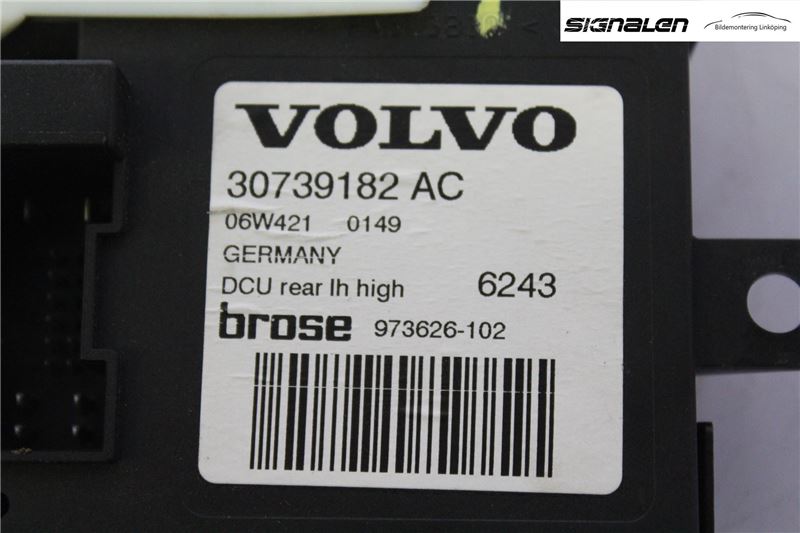 SIGNALEN
Bildemontering Linköping
VOLVO
30739182 AC
06W421 0149
GERMANY
DCU rear lh high 6243
brose 973626-102